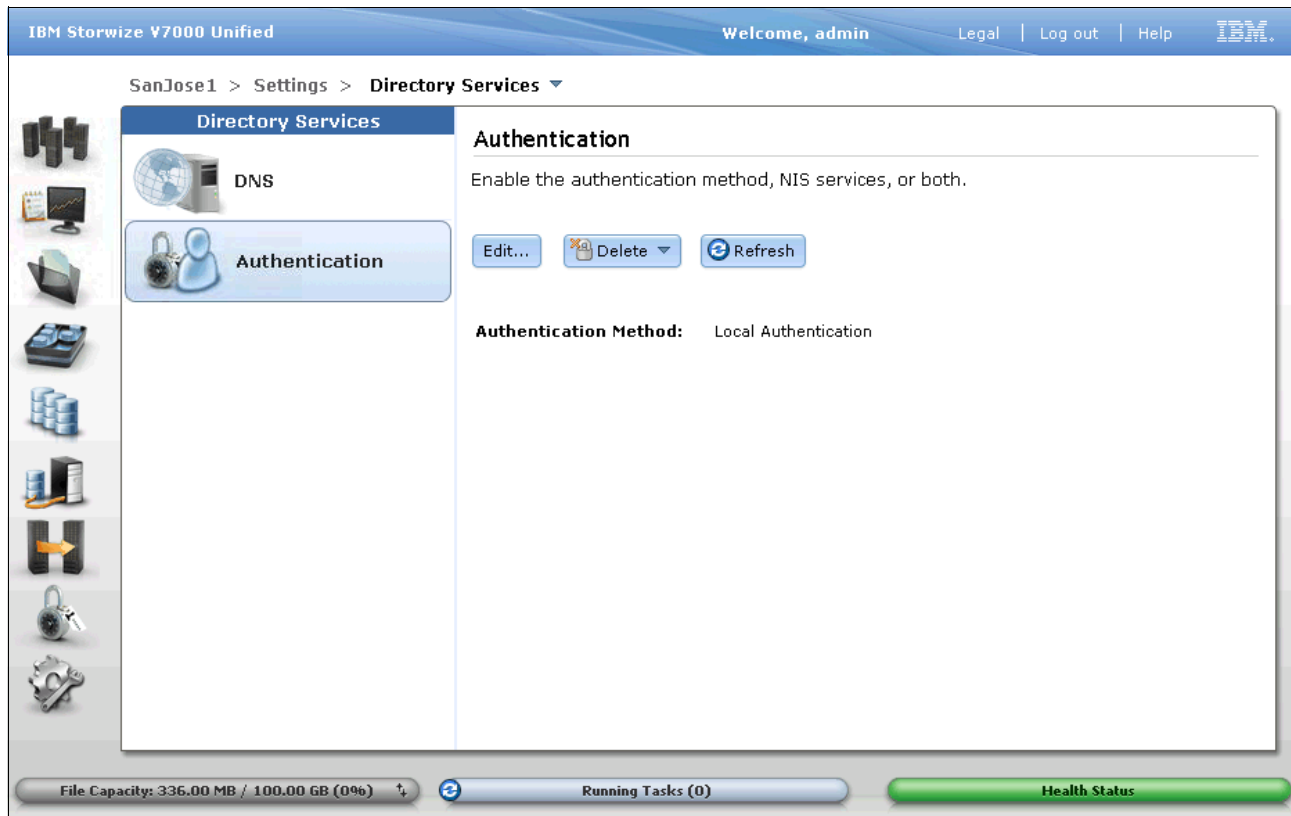 IBM Storwize V7000 Unified
Welcome, admin
Legal | Log out | Help
IBM.
SanJose1 > Settings > Directory Services
Directory Services
DNS
Authentication
Authentication
Enable the authentication method, NIS services, or both.
Edit... Delete Refresh
Authentication Method: Local Authentication
File Capacity: 336.00 MB / 100.00 GB (0%)
Running Tasks (0)
Health Status